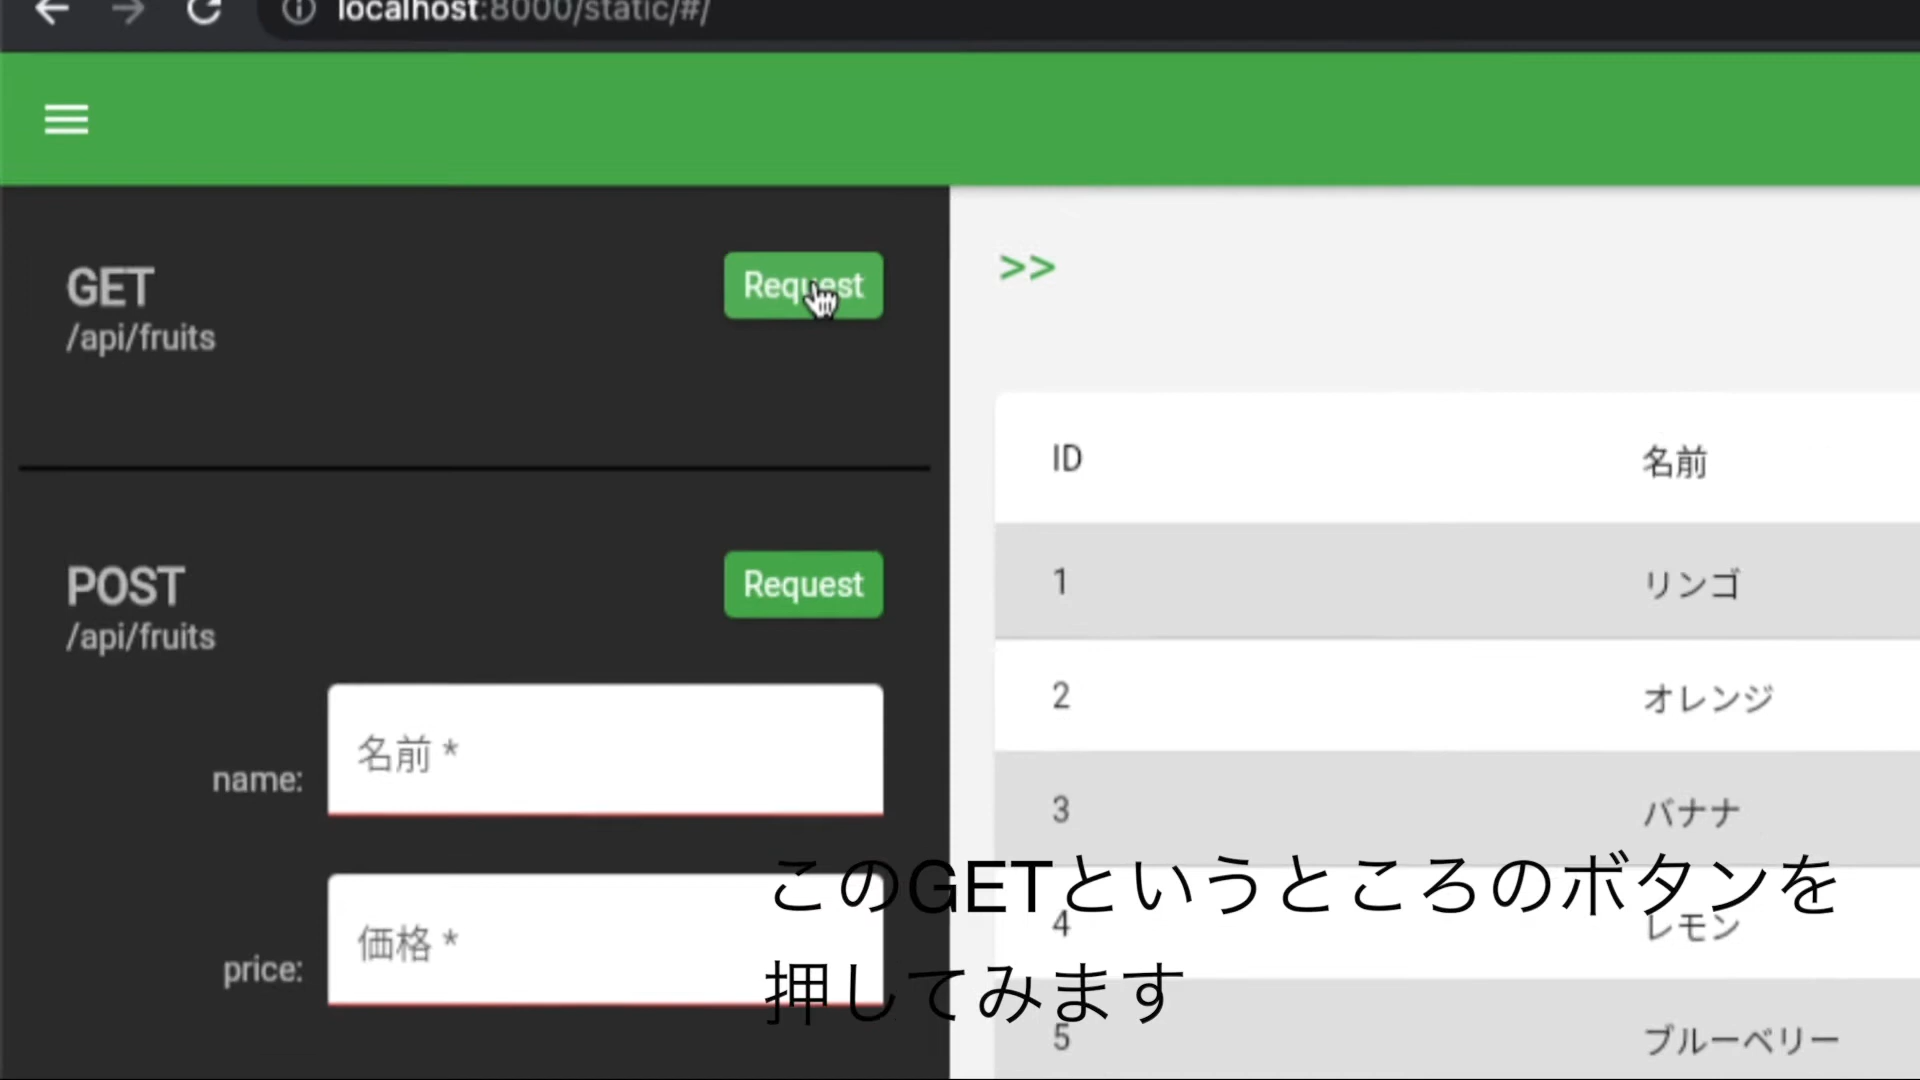 localhost:8000/static/#/
GET
Request
/api/fruits
>>
ID
名前
1
リンゴ
POST
Request
/api/fruits
2
オレンジ
name:
名前 *
3
バナナ
price:
価格 *
4
レモン
5
ブルーベリー
このGETというところのボタンを
押してみます